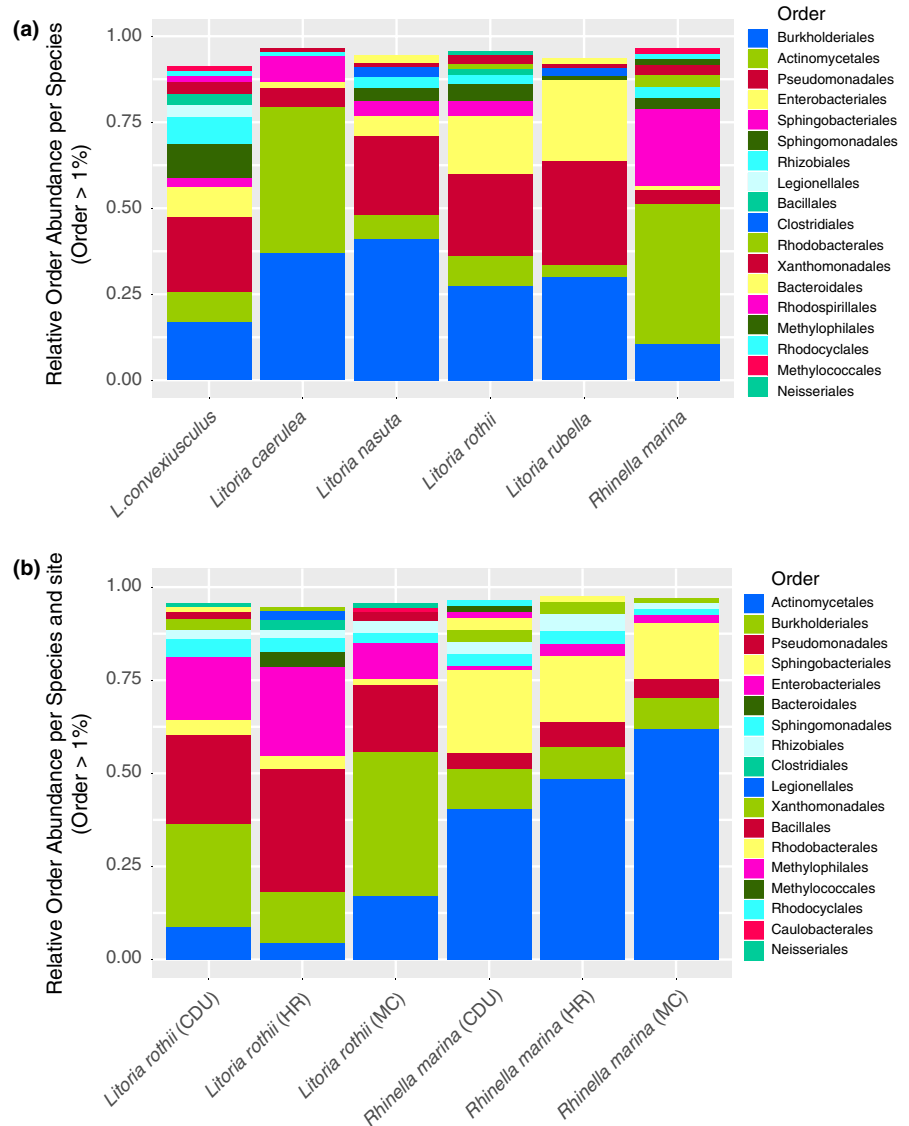 (a)
Relative Order Abundance per Species
(Order > 1%)
1.00
0.75
0.50
0.25
0.00
L.convexiusculus
Litoria caerulea
Litoria nasuta
Litoria rothii
Litoria rubella
Rhinella marina
Order
Burkholderiales
Actinomycetales
Pseudomonadales
Enterobacteriales
Sphingobacteriales
Sphingomonadales
Rhizobiales
Legionellales
Bacillales
Clostridiales
Rhodobacterales
Xanthomonadales
Bacteroidales
Rhodospirillales
Methylophilales
Rhodocyclales
Methylococcales
Neisseriales
(b)
Relative Order Abundance per Species and site
(Order > 1%)
1.00
0.75
0.50
0.25
0.00
Litoria rothii (CDU)
Litoria rothii (HR)
Litoria rothii (MC)
Rhinella marina (CDU)
Rhinella marina (HR)
Rhinella marina (MC)
Order
Actinomycetales
Burkholderiales
Pseudomonadales
Sphingobacteriales
Enterobacteriales
Bacteroidales
Sphingomonadales
Rhizobiales
Clostridiales
Legionellales
Xanthomonadales
Bacillales
Rhodobacterales
Methylophilales
Methylococcales
Rhodocyclales
Caulobacterales
Neisseriales